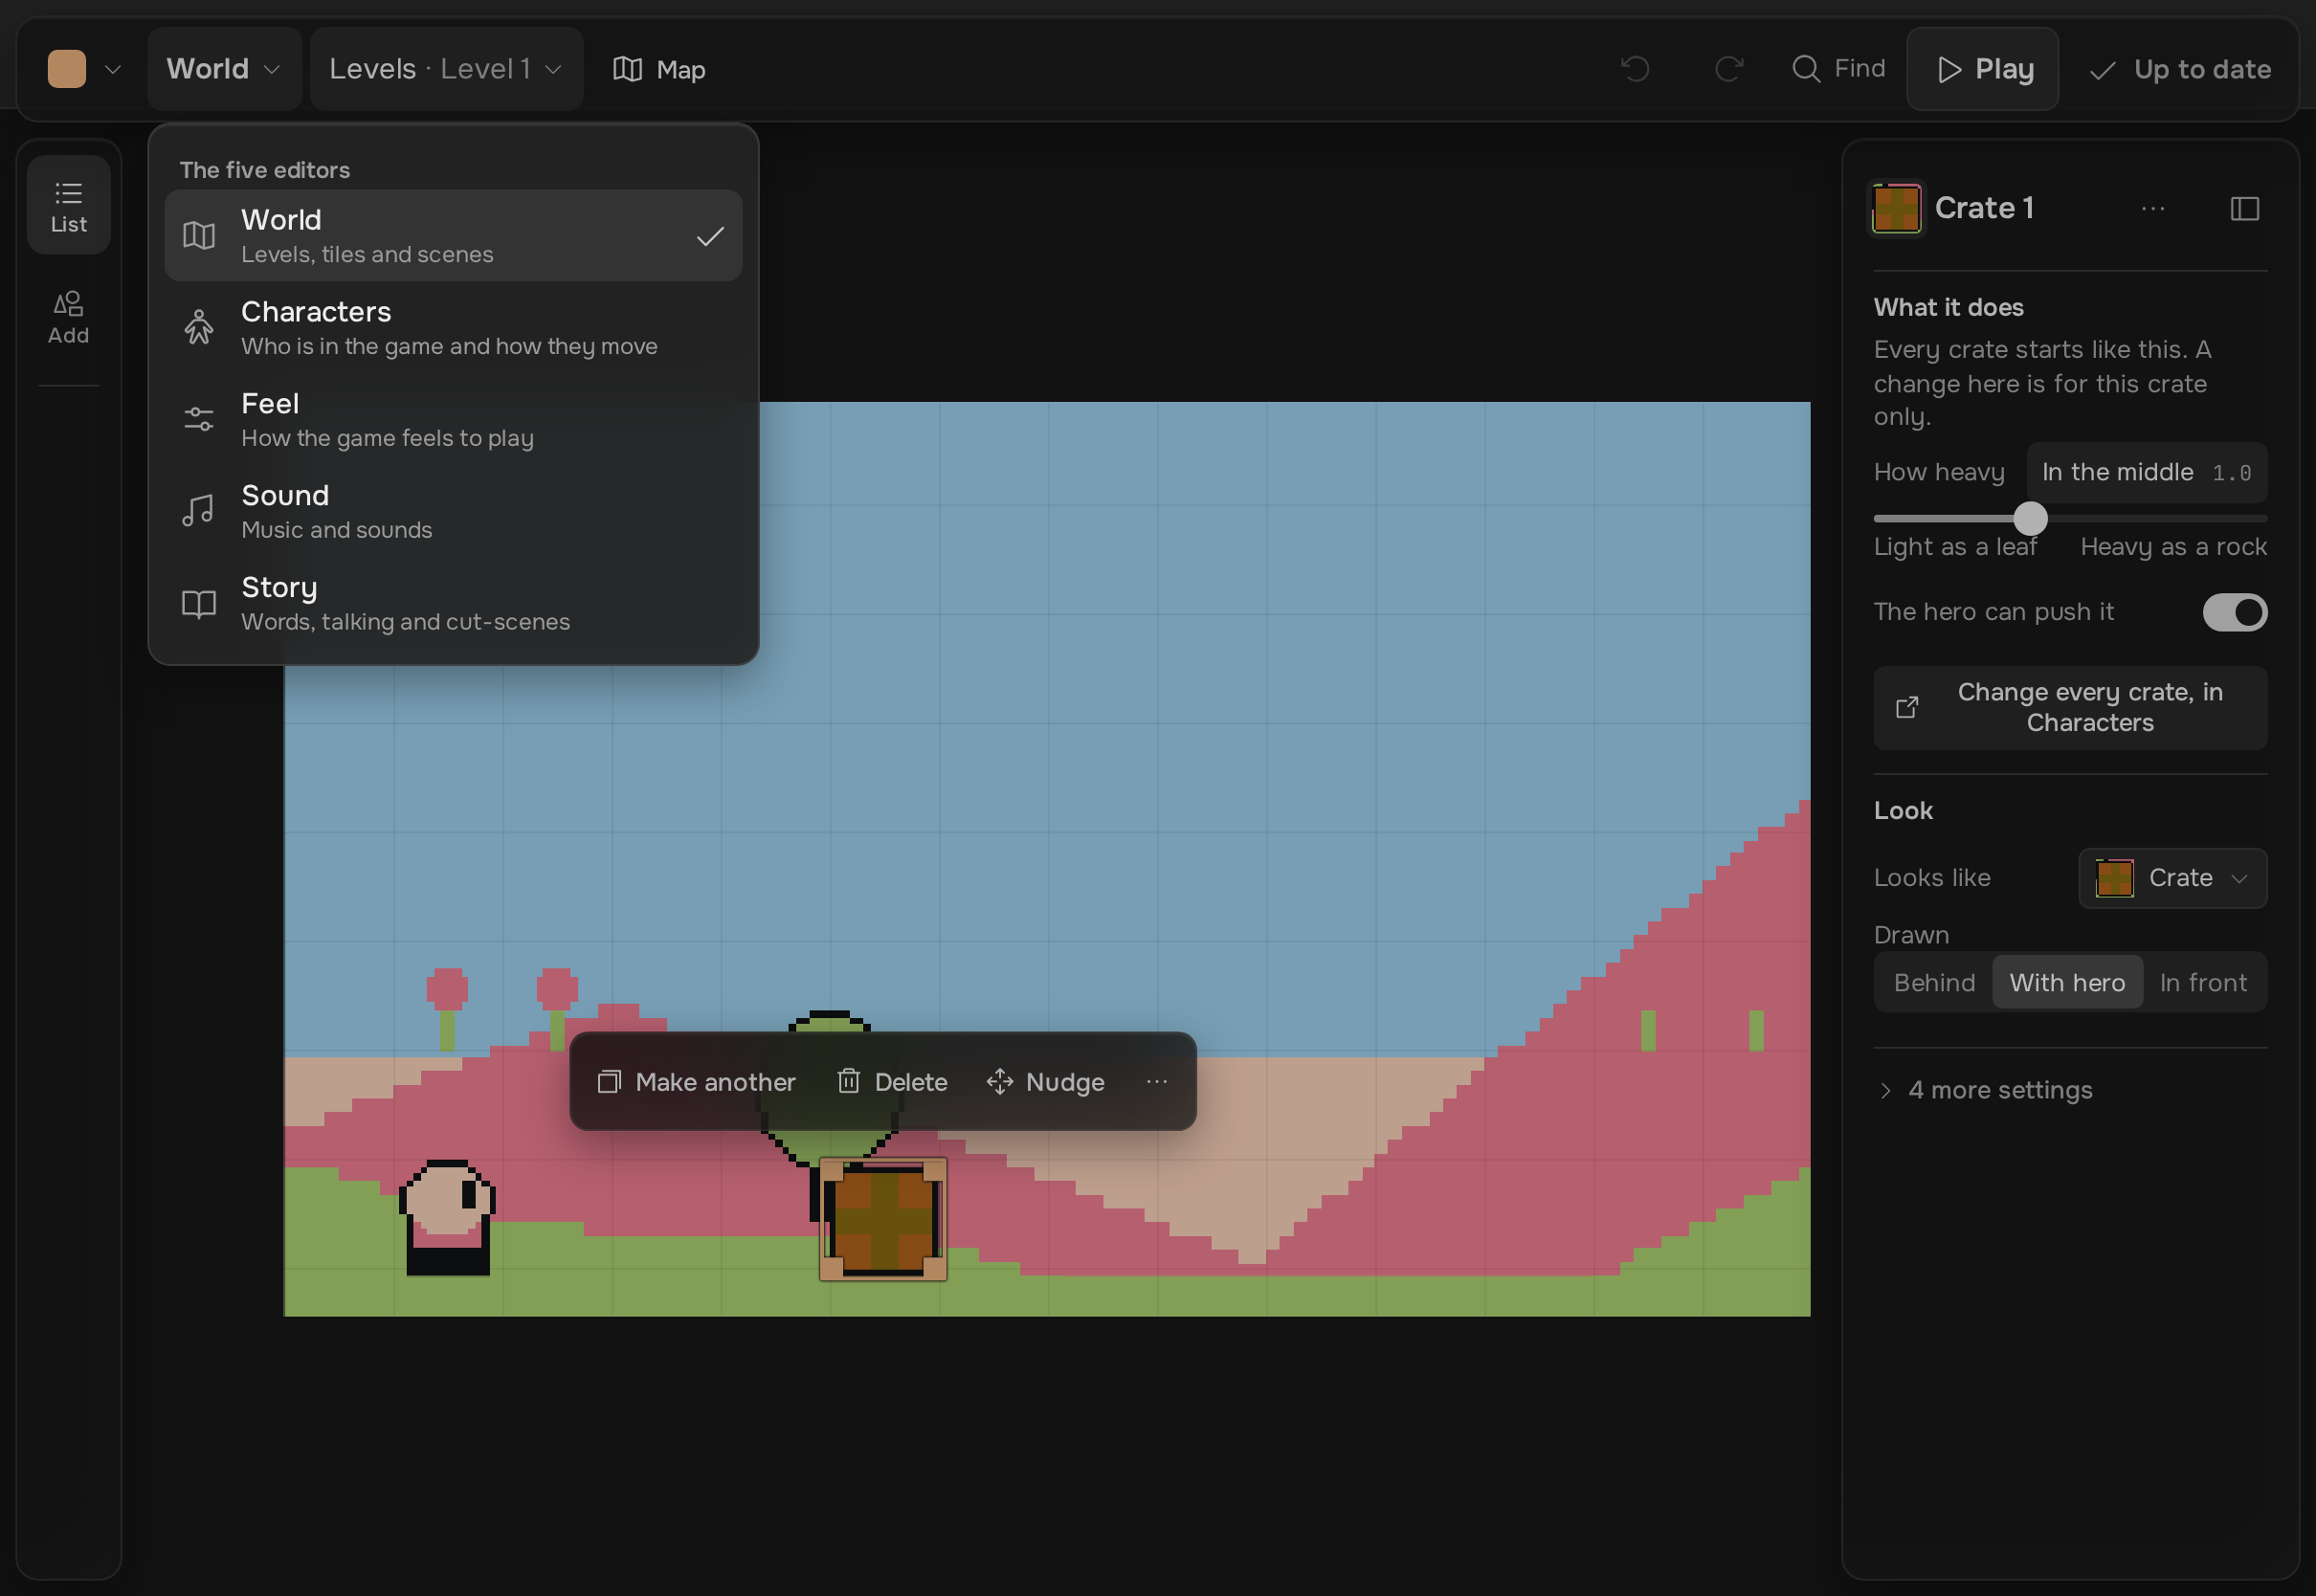 World
Levels · Level 1
Map
Find
Play
Up to date
List
Add
The five editors
World
Levels, tiles and scenes
Characters
Who is in the game and how they move
Feel
How the game feels to play
Sound
Music and sounds
Story
Words, talking and cut-scenes
Make another
Delete
Nudge
Crate 1
What it does
Every crate starts like this. A
change here is for this crate
only.
How heavy
In the middle 1.0
Light as a leaf
Heavy as a rock
The hero can push it
Change every crate, in
Characters
Look
Looks like
Crate
Drawn
Behind
With hero
In front
4 more settings